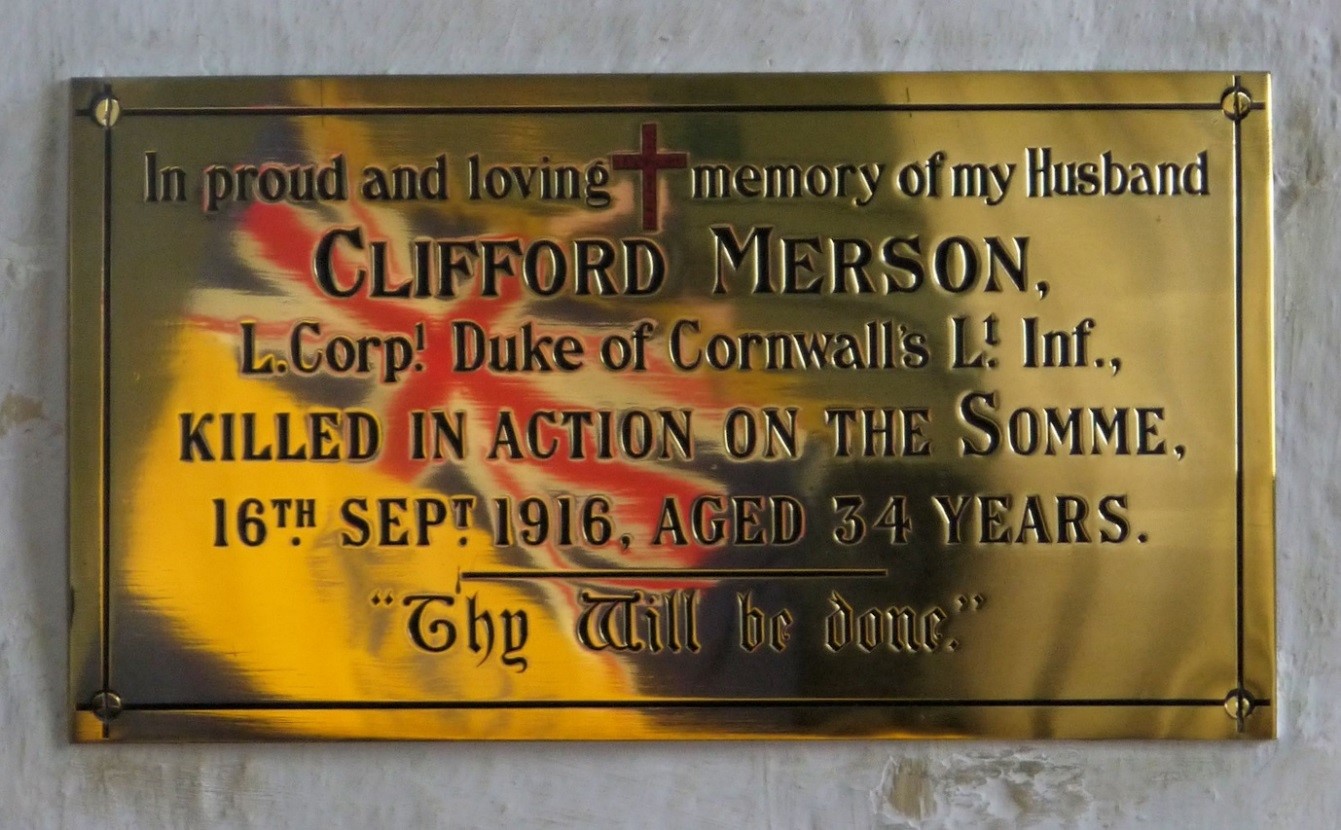 In proud and loving memory of my Husband
CLIFFORD MERSON,
L.Corpl. Duke of Cornwall's Lt. Inf.,
KILLED IN ACTION ON THE SOMME,
16TH. SEPT. 1916, AGED 34 YEARS.
"Thy Will be done."